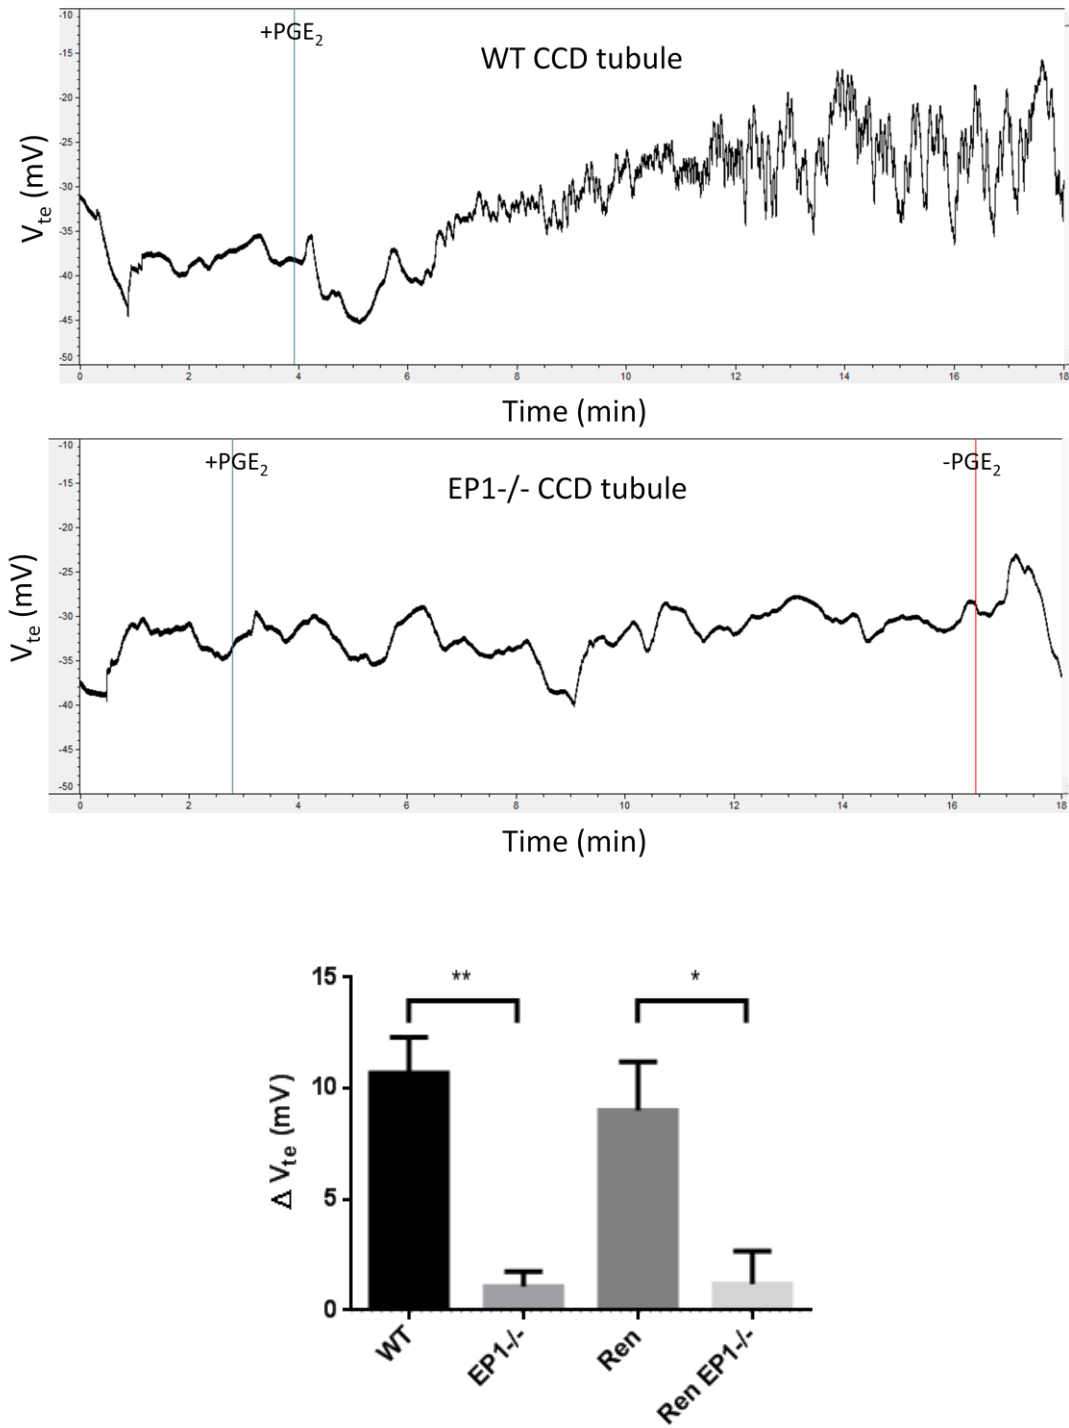 +PGE₂
WT CCD tubule
V_te (mV)
-10
-15
-20
-25
-30
-35
-40
-45
-50
0 2 4 6 8 10 12 14 16 18
Time (min)
+PGE₂
-PGE₂
EP1-/- CCD tubule
V_te (mV)
-10
-15
-20
-25
-30
-35
-40
-45
-50
0 2 4 6 8 10 12 14 16 18
Time (min)
** *
Δ V_te (mV)
15
10
5
0
WT
EP1-/-
Ren
Ren EP1-/-